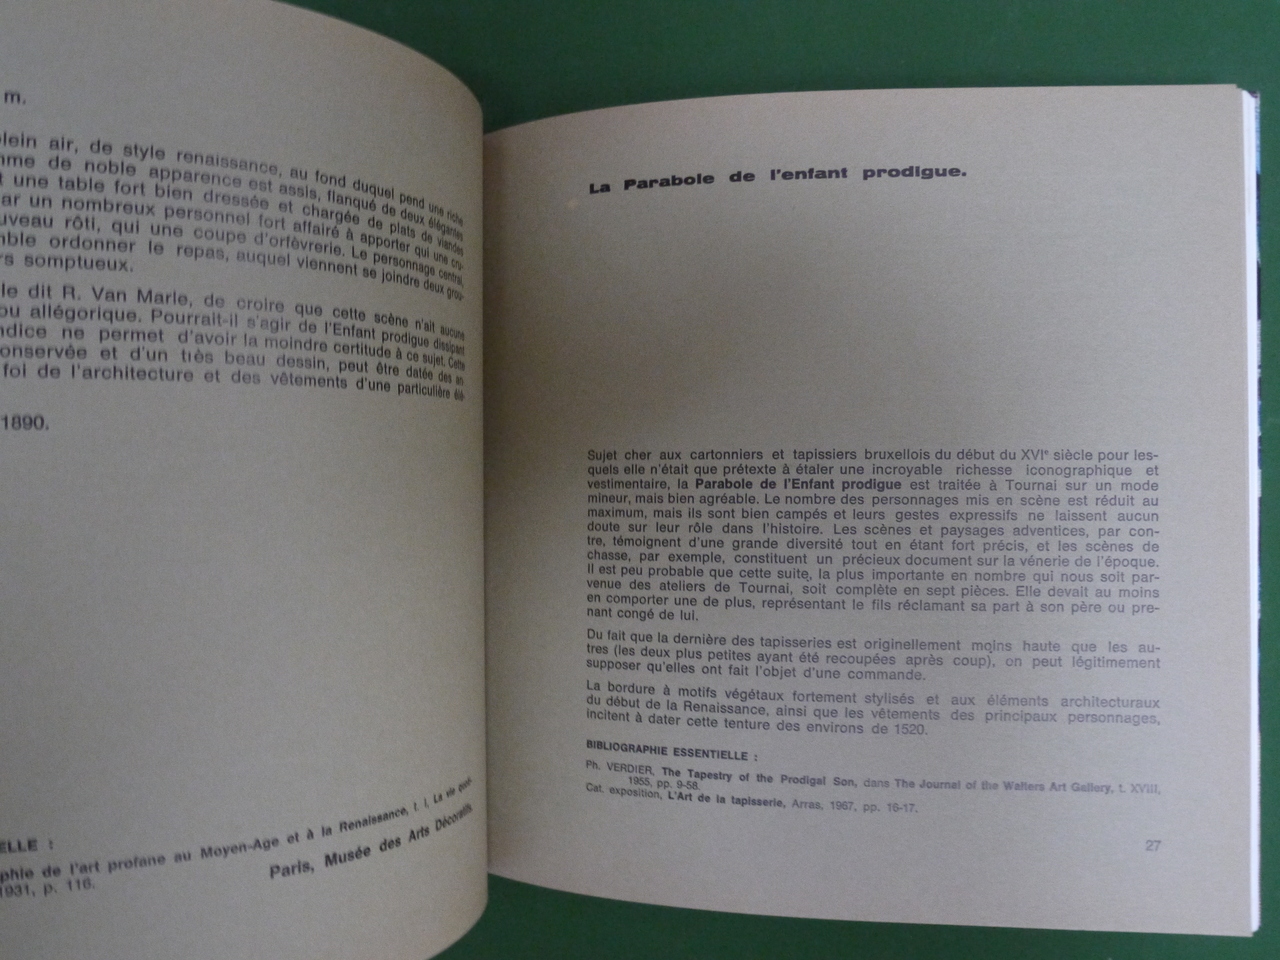 m.
plein air, de style renaissance, au fond duquel pend une riche
mme de noble apparence est assis, flanqué de deux élégantes
t une table fort bien dressée et chargée de plats de viandes
ar un nombreux personnel fort affairé à apporter qui une cru-
uveau rôti, qui une coupe d'orfèvrerie. Le personnage central,
mble ordonner le repas, auquel viennent se joindre deux grou-
rs somptueux.
le dit R. Van Marle, de croire que cette scène n'ait aucune
ou allégorique. Pourrait-il s'agir de l'Enfant prodigue dissipant
ndice ne permet d'avoir la moindre certitude à ce sujet. Cette
onservée et d'un très beau dessin, peut être datée des an
foi de l'architecture et des vêtements d'une particulière élé-
1890.
ELLE :
phie de l'art profane au Moyen-Age et à la Renaissance, t. I, La vie
1931, p. 116.
Paris, Musée des Arts Décoratifs
La Parabole de l'enfant prodigue.
Sujet cher aux cartonniers et tapissiers bruxellois du début du XVIe siècle pour les-
quels elle n'était que prétexte à étaler une incroyable richesse iconographique et
vestimentaire, la Parabole de l'Enfant prodigue est traitée à Tournai sur un mode
mineur, mais bien agréable. Le nombre des personnages mis en scène est réduit au
maximum, mais ils sont bien campés et leurs gestes expressifs ne laissent aucun
doute sur leur rôle dans l'histoire. Les scènes et paysages adventices, par con-
tre, témoignent d'une grande diversité tout en étant fort précis, et les scènes de
chasse, par exemple, constituent un précieux document sur la vénerie de l'époque.
Il est peu probable que cette suite, la plus importante en nombre qui nous soit par-
venue des ateliers de Tournai, soit complète en sept pièces. Elle devait au moins
en comporter une de plus, représentant le fils réclamant sa part à son père ou pre-
nant congé de lui.
Du fait que la dernière des tapisseries est originellement moins haute que les au-
tres (les deux plus petites ayant été recoupées après coup), on peut légitimement
supposer qu'elles ont fait l'objet d'une commande.
La bordure à motifs végétaux fortement stylisés et aux éléments architecturaux
du début de la Renaissance, ainsi que les vêtements des principaux personnages,
incitent à dater cette tenture des environs de 1520.
BIBLIOGRAPHIE ESSENTIELLE :
Ph. VERDIER, The Tapestry of the Prodigal Son, dans The Journal of the Walters Art Gallery, t. XVIII,
1955, pp. 9-58.
Cat. exposition, L'Art de la tapisserie, Arras, 1967, pp. 16-17.
27